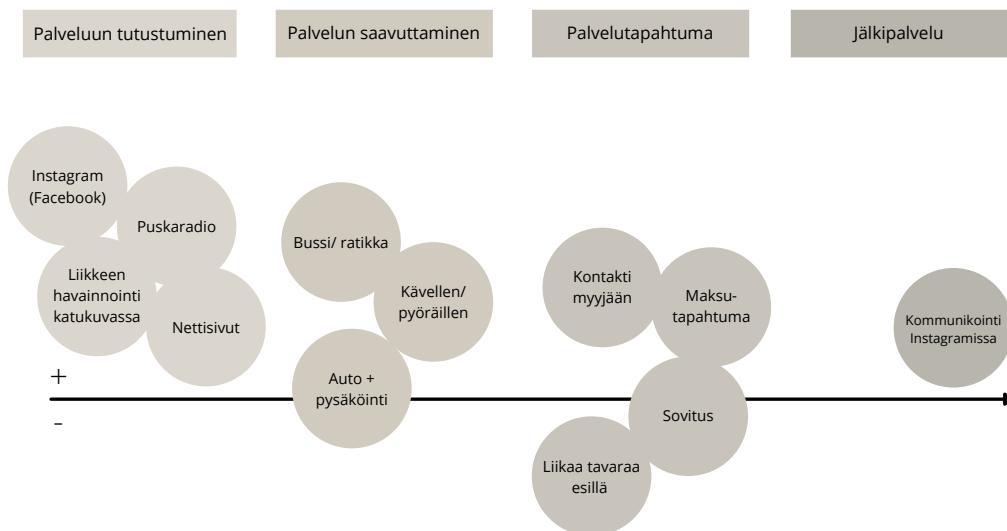 Palveluun tutustuminen
Palvelun saavuttaminen
Palvelutapahtuma
Jälkipalvelu
Instagram
(Facebook)
Puskaradio
Liikkeen
havainnointi
katukuvassa
Nettisivut
Bussi/ ratikka
Kävellen/
pyöräillen
Auto +
pysäköinti
Kontakti
myyjään
Maksu-
tapahtuma
Sovitus
Liikaa tavaraa
esillä
Kommunikointi
Instagramissa
+
-